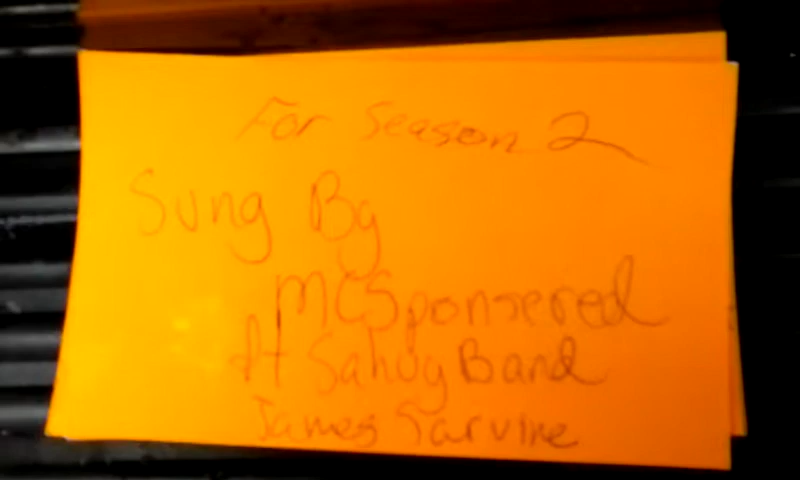 For Season 2
Sung By
MCSponsered
ft Sahug Band
James Sarvine